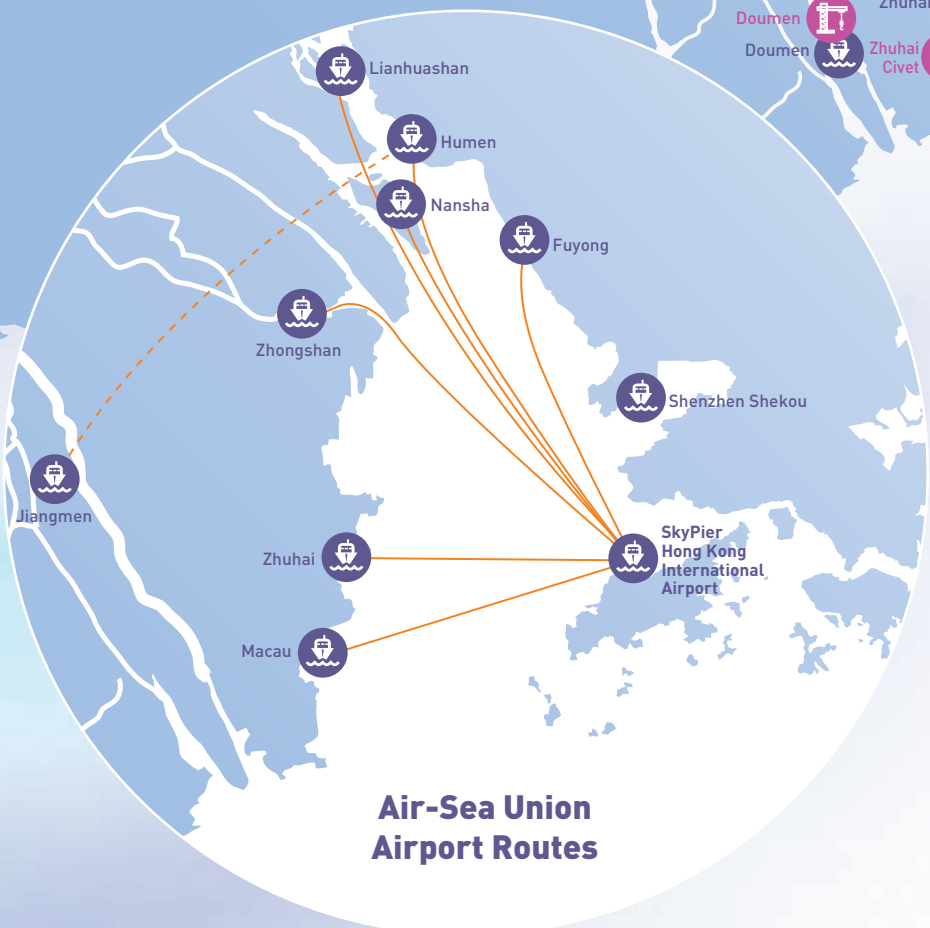 Zhuhai
Doumen
Doumen
Zhuhai
Civet
Lianhuashan
Humen
Nansha
Fuyong
Zhongshan
Shenzhen Shekou
Jiangmen
SkyPier
Hong Kong
International
Airport
Zhuhai
Macau
Air-Sea Union
Airport Routes